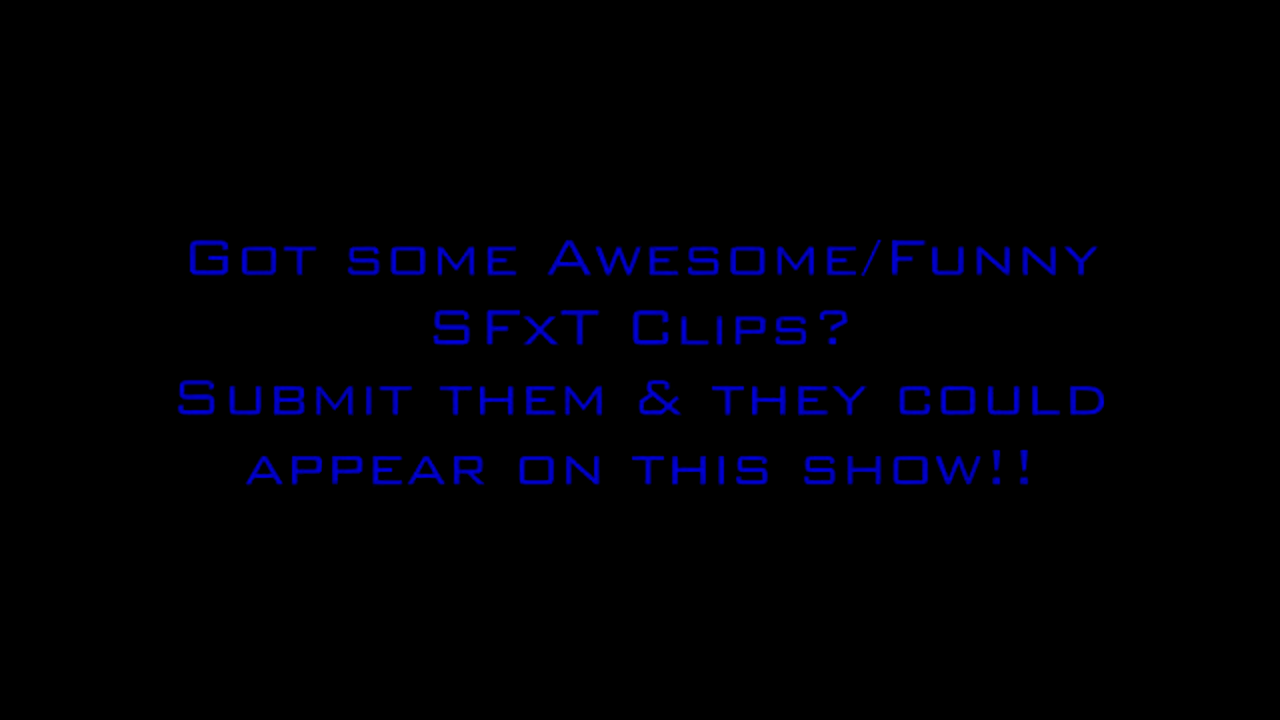 Got some Awesome/Funny
SFxT Clips?
Submit them & they could
appear on this show!!